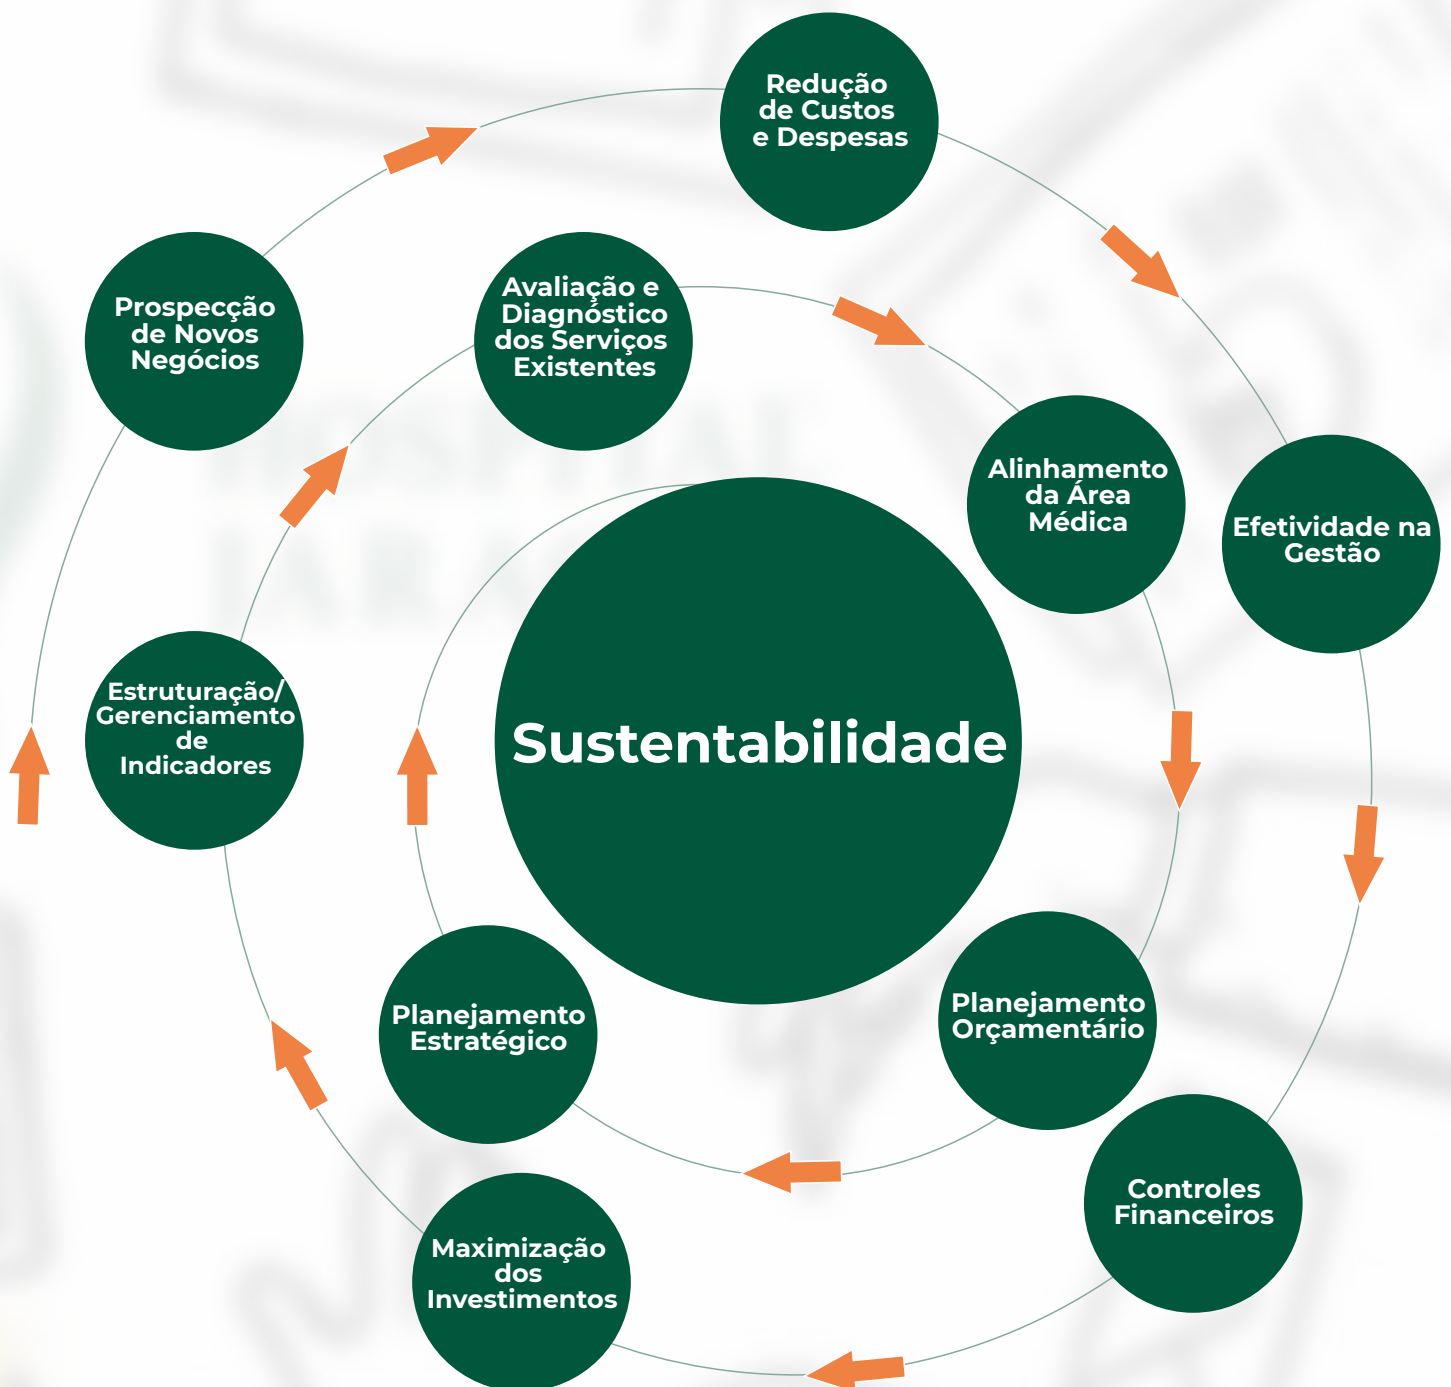 Redução
de Custos
e Despesas
Prospecção
de Novos
Negócios
Avaliação e
Diagnóstico
dos Serviços
Existentes
Alinhamento
da Área
Médica
Efetividade na
Gestão
Estruturação/
Gerenciamento
de
Indicadores
Sustentabilidade
Planejamento
Estratégico
Planejamento
Orçamentário
Controles
Financeiros
Maximização
dos
Investimentos